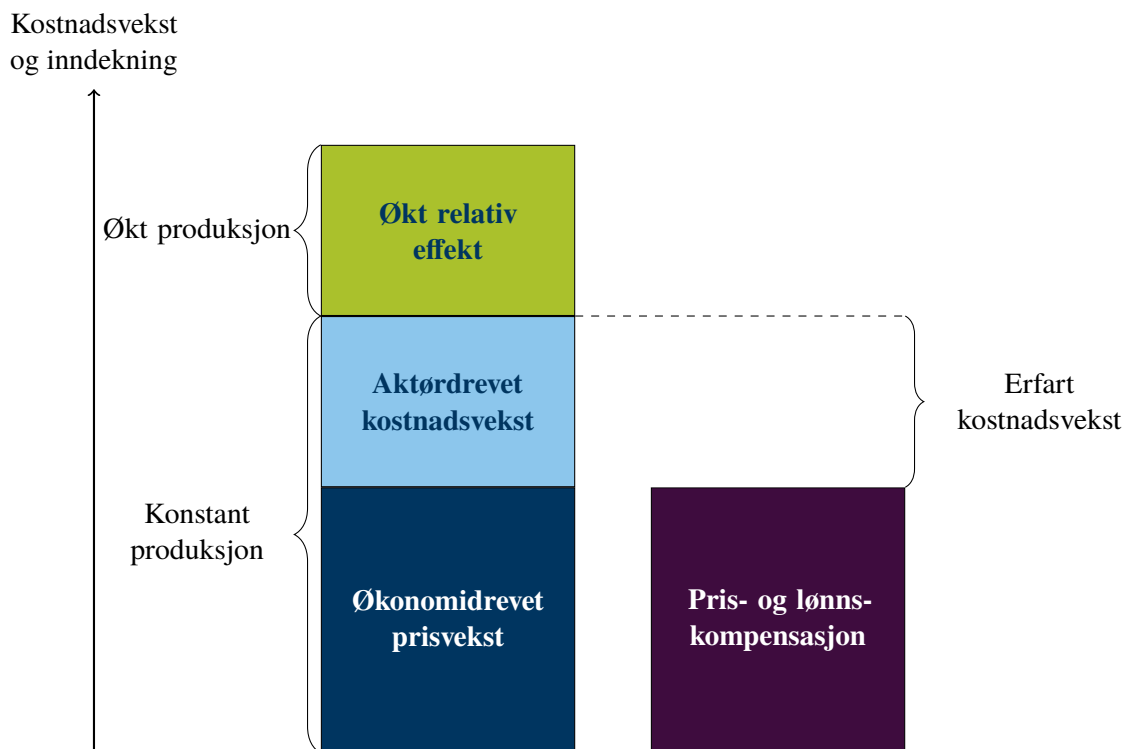 Kostnadsvekst
og inndekning
Økt produksjon
Økt relativ
effekt
Aktørdrevet
kostnadsvekst
Erfart
kostnadsvekst
Konstant
produksjon
Økonomidrevet
prisvekst
Pris- og lønns-
kompensasjon